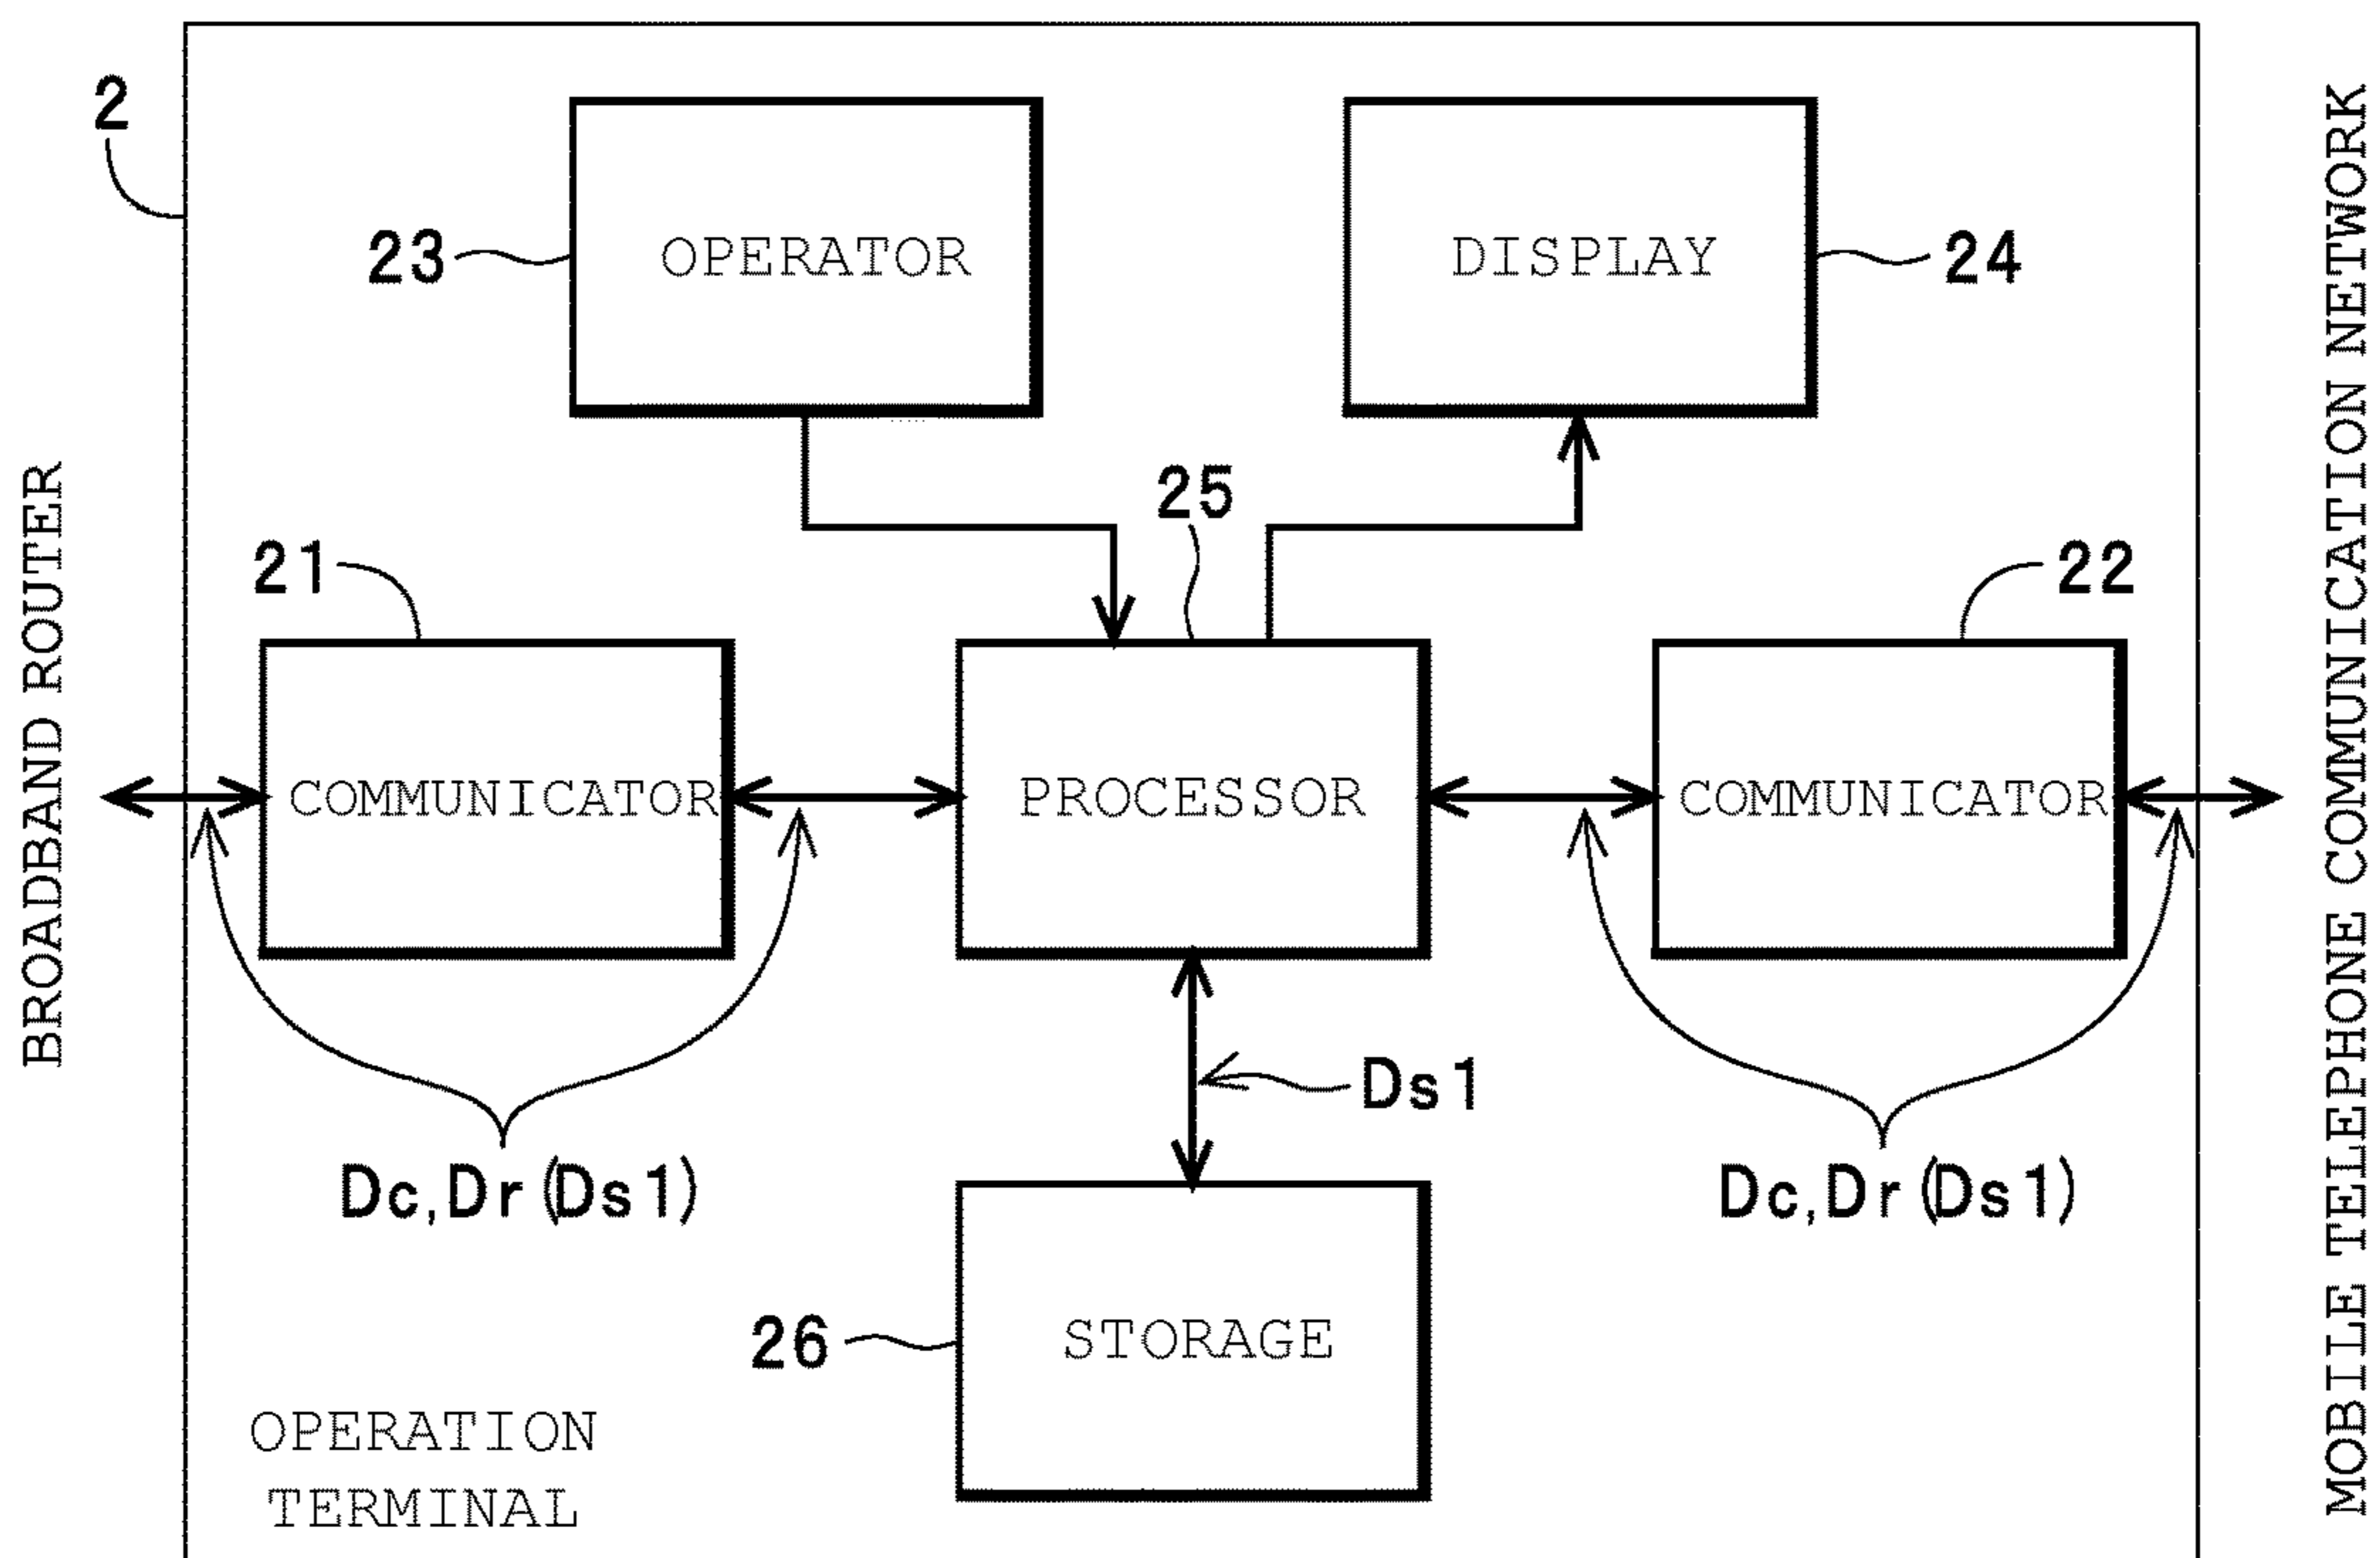 2
23
OPERATOR
DISPLAY
24
MOBILE TELEPHONE COMMUNICATION NETWORK
BROADBAND ROUTER
21
25
22
COMMUNICATOR
PROCESSOR
COMMUNICATOR
Ds1
Dc,Dr(Ds1)
Dc,Dr(Ds1)
26
STORAGE
OPERATION
TERMINAL